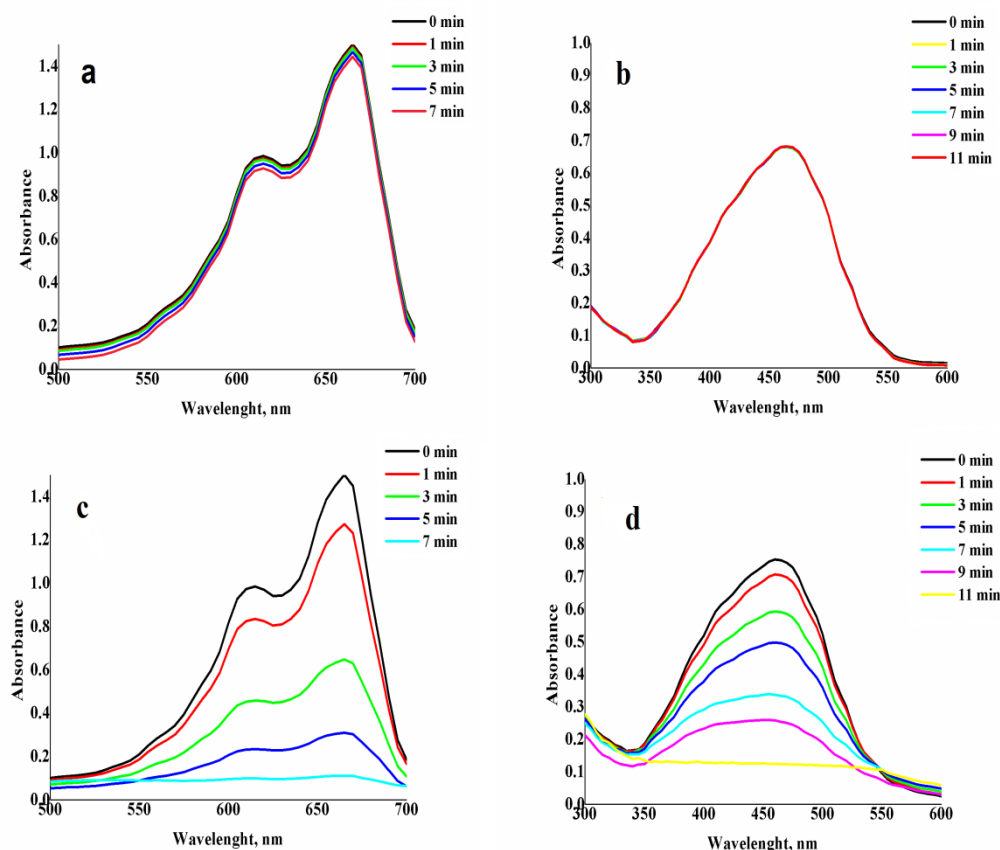 a
0 min
1 min
3 min
5 min
7 min
Absorbance
1.4
1.2
1.0
0.8
0.6
0.4
0.2
0.0
500 550 600 650 700
Wavelenght, nm
b
0 min
1 min
3 min
5 min
7 min
9 min
11 min
Absorbance
1.0
0.9
0.8
0.7
0.6
0.5
0.4
0.3
0.2
0.1
0.0
300 350 400 450 500 550 600
Wavelenght, nm
c
0 min
1 min
3 min
5 min
7 min
Absorbance
1.4
1.2
1.0
0.8
0.6
0.4
0.2
0.0
500 550 600 650 700
Wavelenght, nm
d
0 min
1 min
3 min
5 min
7 min
9 min
11 min
Absorbance
1.0
0.9
0.8
0.7
0.6
0.5
0.4
0.3
0.2
0.1
0.0
300 350 400 450 500 550 600
Wavelenght, nm